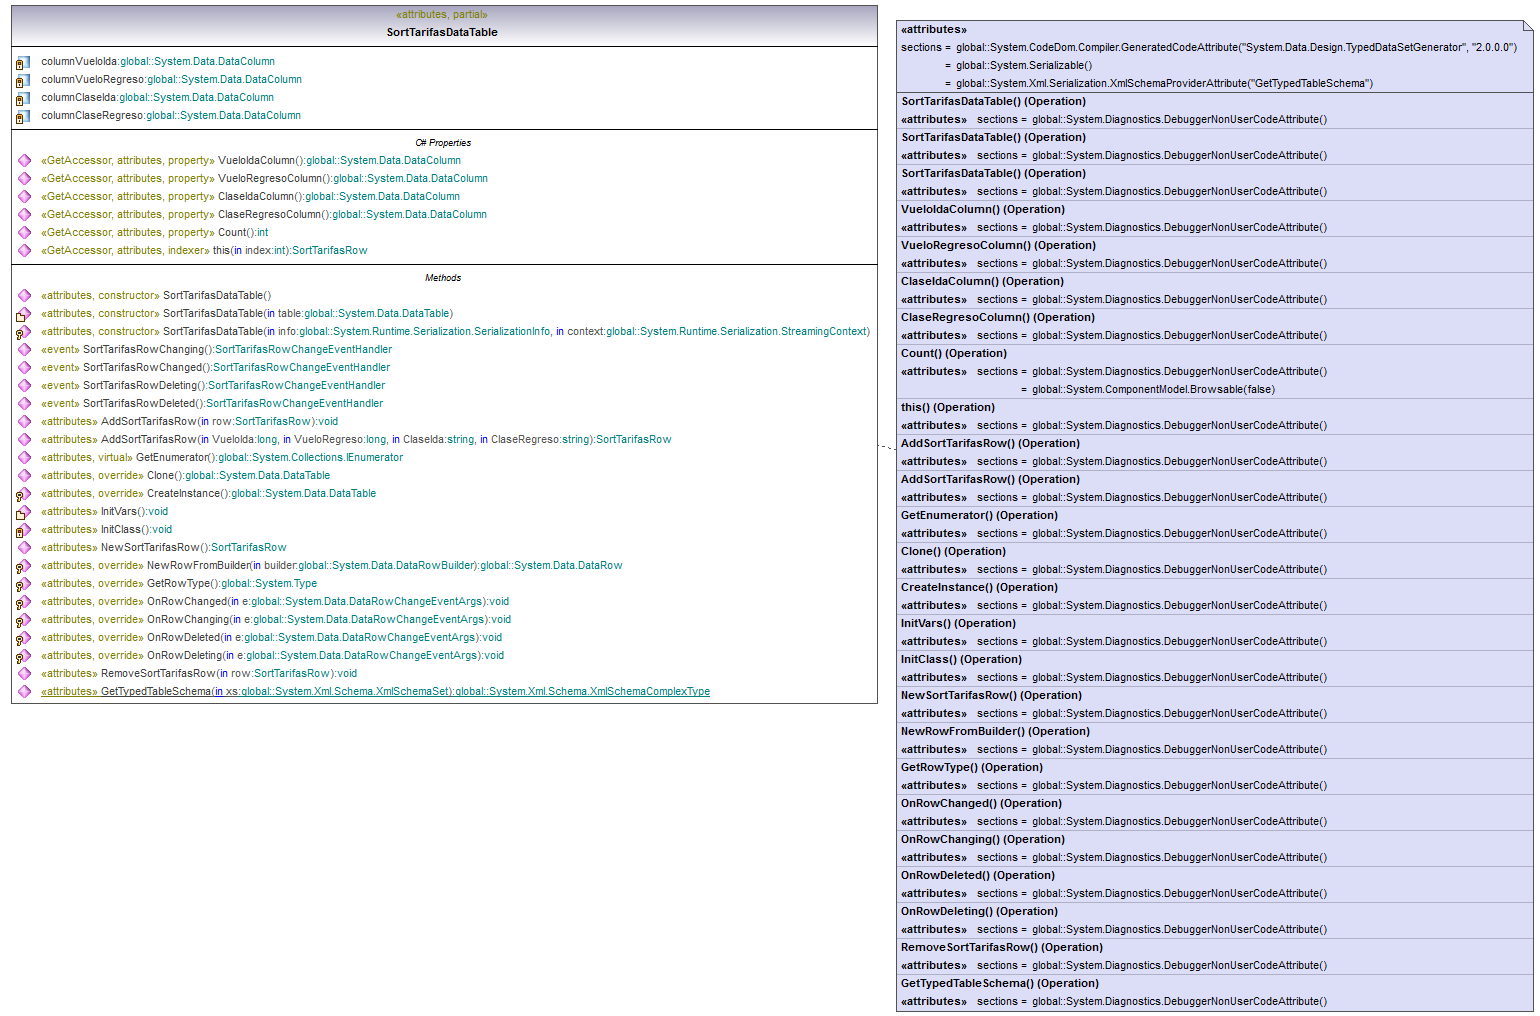 «attributes, partial»
SortTarifasDataTable
columnVueloIda:global::System.Data.DataColumn
columnVueloRegreso:global::System.Data.DataColumn
columnClaseIda:global::System.Data.DataColumn
columnClaseRegreso:global::System.Data.DataColumn
C# Properties
«GetAccessor, attributes, property» VueloIdaColumn():global::System.Data.DataColumn
«GetAccessor, attributes, property» VueloRegresoColumn():global::System.Data.DataColumn
«GetAccessor, attributes, property» ClaseIdaColumn():global::System.Data.DataColumn
«GetAccessor, attributes, property» ClaseRegresoColumn():global::System.Data.DataColumn
«GetAccessor, attributes, property» Count():int
«GetAccessor, attributes, indexer» this(in index:int):SortTarifasRow
Methods
«attributes, constructor» SortTarifasDataTable()
«attributes, constructor» SortTarifasDataTable(in table:global::System.Data.DataTable)
«attributes, constructor» SortTarifasDataTable(in info:global::System.Runtime.Serialization.SerializationInfo, in context:global::System.Runtime.Serialization.StreamingContext)
«event» SortTarifasRowChanging():SortTarifasRowChangeEventHandler
«event» SortTarifasRowChanged():SortTarifasRowChangeEventHandler
«event» SortTarifasRowDeleting():SortTarifasRowChangeEventHandler
«event» SortTarifasRowDeleted():SortTarifasRowChangeEventHandler
«attributes» AddSortTarifasRow(in row:SortTarifasRow):void
«attributes» AddSortTarifasRow(in VueloIda:long, in VueloRegreso:long, in ClaseIda:string, in ClaseRegreso:string):SortTarifasRow
«attributes, virtual» GetEnumerator():global::System.Collections.IEnumerator
«attributes, override» Clone():global::System.Data.DataTable
«attributes, override» CreateInstance():global::System.Data.DataTable
«attributes» InitVars():void
«attributes» InitClass():void
«attributes» NewSortTarifasRow():SortTarifasRow
«attributes, override» NewRowFromBuilder(in builder:global::System.Data.DataRowBuilder):global::System.Data.DataRow
«attributes, override» GetRowType():global::System.Type
«attributes, override» OnRowChanged(in e:global::System.Data.DataRowChangeEventArgs):void
«attributes, override» OnRowChanging(in e:global::System.Data.DataRowChangeEventArgs):void
«attributes, override» OnRowDeleted(in e:global::System.Data.DataRowChangeEventArgs):void
«attributes, override» OnRowDeleting(in e:global::System.Data.DataRowChangeEventArgs):void
«attributes» RemoveSortTarifasRow(in row:SortTarifasRow):void
«attributes» GetTypedTableSchema(in xs:global::System.Xml.Schema.XmlSchemaSet):global::System.Xml.Schema.XmlSchemaComplexType
«attributes»
sections = global::System.CodeDom.Compiler.GeneratedCodeAttribute("System.Data.Design.TypedDataSetGenerator", "2.0.0.0")
= global::System.Serializable()
= global::System.Xml.Serialization.XmlSchemaProviderAttribute("GetTypedTableSchema")
SortTarifasDataTable() (Operation)
«attributes» sections = global::System.Diagnostics.DebuggerNonUserCodeAttribute()
SortTarifasDataTable() (Operation)
«attributes» sections = global::System.Diagnostics.DebuggerNonUserCodeAttribute()
SortTarifasDataTable() (Operation)
«attributes» sections = global::System.Diagnostics.DebuggerNonUserCodeAttribute()
VueloIdaColumn() (Operation)
«attributes» sections = global::System.Diagnostics.DebuggerNonUserCodeAttribute()
VueloRegresoColumn() (Operation)
«attributes» sections = global::System.Diagnostics.DebuggerNonUserCodeAttribute()
ClaseIdaColumn() (Operation)
«attributes» sections = global::System.Diagnostics.DebuggerNonUserCodeAttribute()
ClaseRegresoColumn() (Operation)
«attributes» sections = global::System.Diagnostics.DebuggerNonUserCodeAttribute()
Count() (Operation)
«attributes» sections = global::System.Diagnostics.DebuggerNonUserCodeAttribute()
= global::System.ComponentModel.Browsable(false)
this() (Operation)
«attributes» sections = global::System.Diagnostics.DebuggerNonUserCodeAttribute()
AddSortTarifasRow() (Operation)
«attributes» sections = global::System.Diagnostics.DebuggerNonUserCodeAttribute()
AddSortTarifasRow() (Operation)
«attributes» sections = global::System.Diagnostics.DebuggerNonUserCodeAttribute()
GetEnumerator() (Operation)
«attributes» sections = global::System.Diagnostics.DebuggerNonUserCodeAttribute()
Clone() (Operation)
«attributes» sections = global::System.Diagnostics.DebuggerNonUserCodeAttribute()
CreateInstance() (Operation)
«attributes» sections = global::System.Diagnostics.DebuggerNonUserCodeAttribute()
InitVars() (Operation)
«attributes» sections = global::System.Diagnostics.DebuggerNonUserCodeAttribute()
InitClass() (Operation)
«attributes» sections = global::System.Diagnostics.DebuggerNonUserCodeAttribute()
NewSortTarifasRow() (Operation)
«attributes» sections = global::System.Diagnostics.DebuggerNonUserCodeAttribute()
NewRowFromBuilder() (Operation)
«attributes» sections = global::System.Diagnostics.DebuggerNonUserCodeAttribute()
GetRowType() (Operation)
«attributes» sections = global::System.Diagnostics.DebuggerNonUserCodeAttribute()
OnRowChanged() (Operation)
«attributes» sections = global::System.Diagnostics.DebuggerNonUserCodeAttribute()
OnRowChanging() (Operation)
«attributes» sections = global::System.Diagnostics.DebuggerNonUserCodeAttribute()
OnRowDeleted() (Operation)
«attributes» sections = global::System.Diagnostics.DebuggerNonUserCodeAttribute()
OnRowDeleting() (Operation)
«attributes» sections = global::System.Diagnostics.DebuggerNonUserCodeAttribute()
RemoveSortTarifasRow() (Operation)
«attributes» sections = global::System.Diagnostics.DebuggerNonUserCodeAttribute()
GetTypedTableSchema() (Operation)
«attributes» sections = global::System.Diagnostics.DebuggerNonUserCodeAttribute()